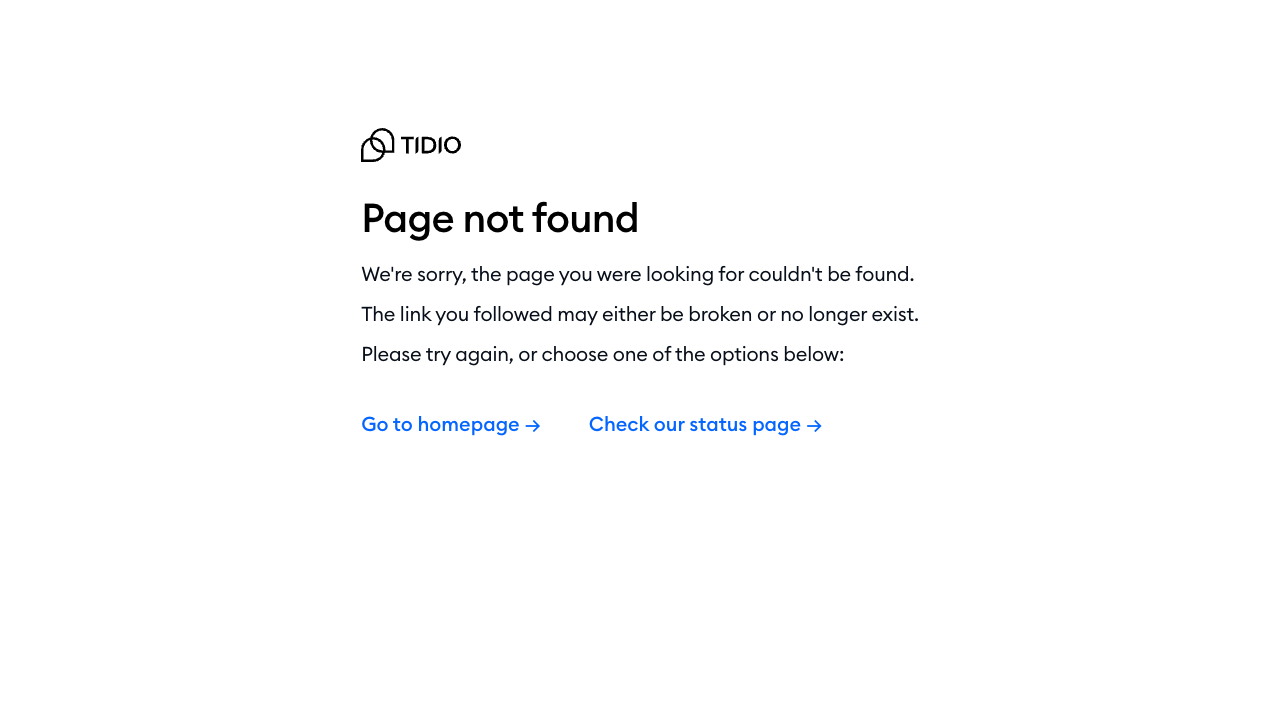 TIDIO
Page not found
We're sorry, the page you were looking for couldn't be found.
The link you followed may either be broken or no longer exist.
Please try again, or choose one of the options below:
Go to homepage → Check our status page →